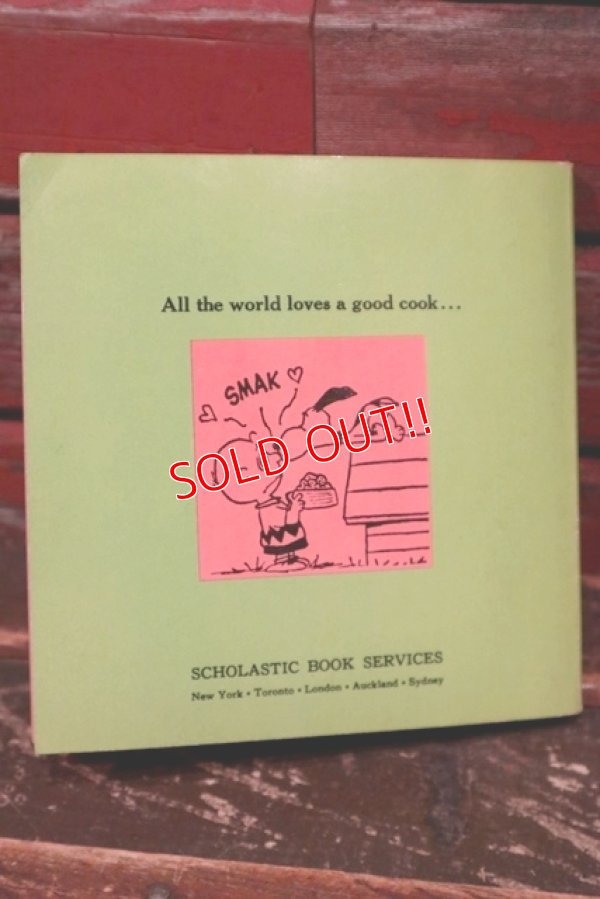 All the world loves a good cook...
SMAK
SOLD OUT!!
SCHOLASTIC BOOK SERVICES
New York • Toronto • London • Auckland • Sydney